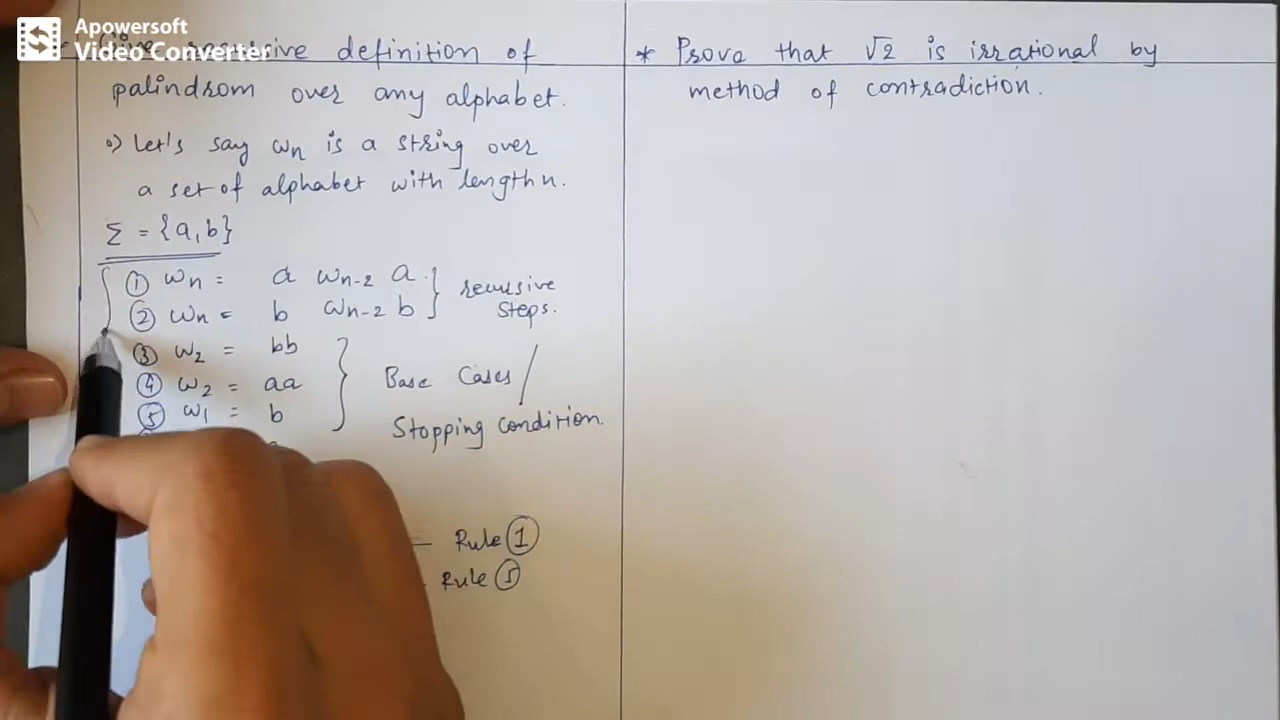 Apowersoft
Video Converter
recursive definition of
palindrom over any alphabet.
Let's say wn is a string over
a set of alphabet with length n.
Σ = {a, b}
① wn = a wn-2 a } recursive
② wn = b wn-2 b steps.
③ w2 = bb
④ w2 = aa } Base Cases /
⑤ w1 = b Stopping condition.
— Rule ①
Rule ⑤
* Prove that √2 is irrational by
method of contradiction.